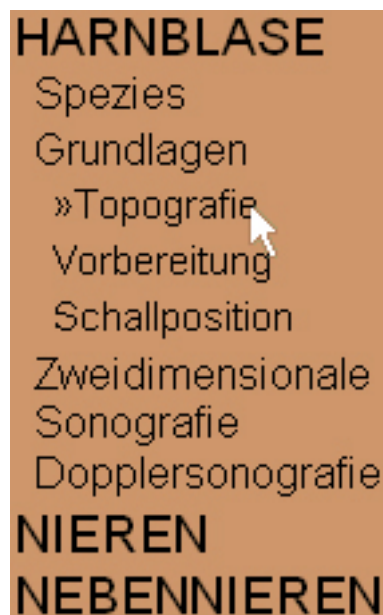 HARNBLASE
Spezies
Grundlagen
»Topografie
Vorbereitung
Schallposition
Zweidimensionale
Sonografie
Dopplersonografie
NIEREN
NEBENNIEREN